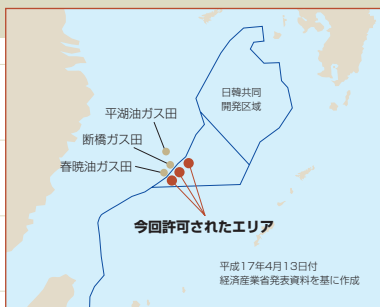 日韓共同
開発区域
平湖油ガス田
断橋ガス田
春暁油ガス田
今回許可されたエリア
平成17年4月13日付
経済産業省発表資料を基に作成